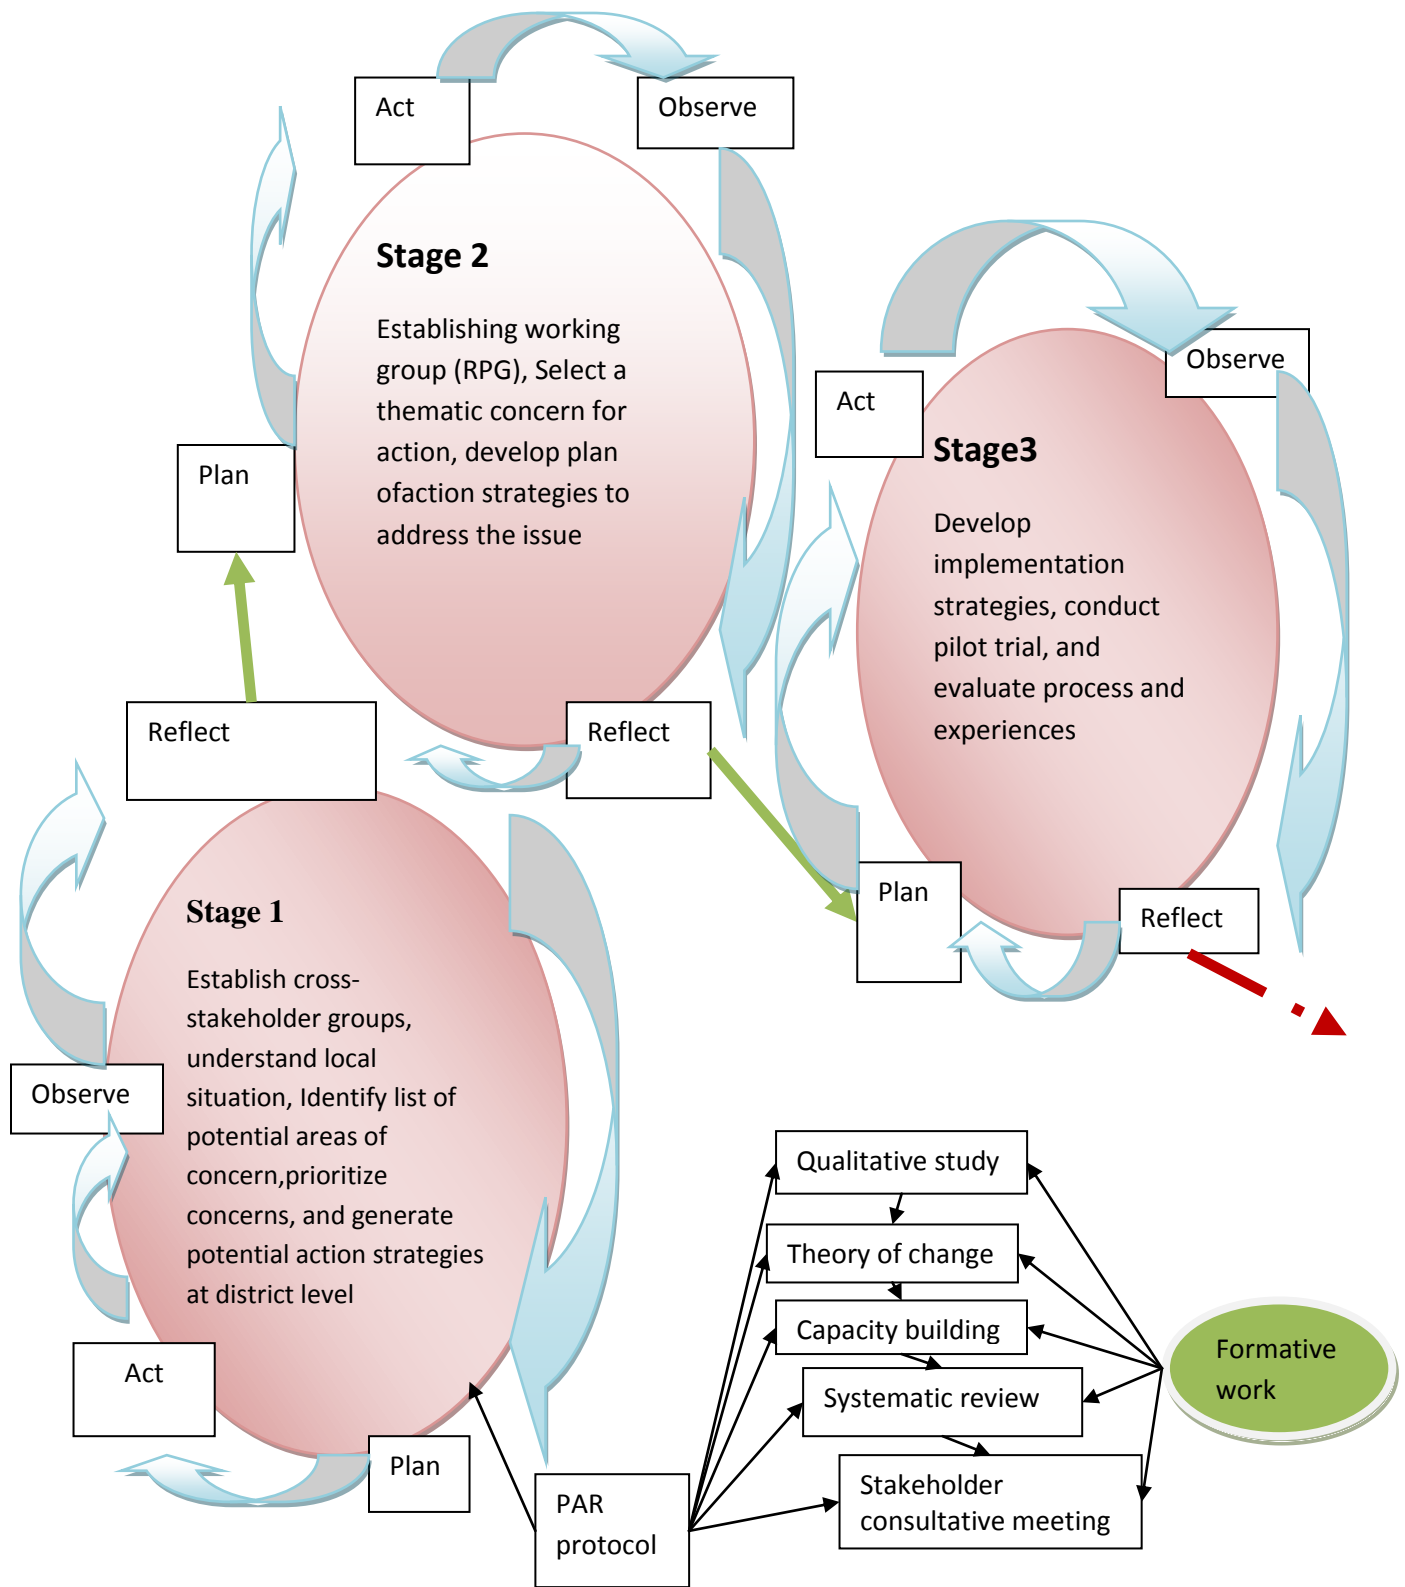 Act
Observe
Stage 2
Establishing working
group (RPG), Select a
thematic concern for
action, develop plan
ofaction strategies to
address the issue
Plan
Reflect
Reflect
Observe
Act
Stage3
Develop
implementation
strategies, conduct
pilot trial, and
evaluate process and
experiences
Plan
Reflect
Stage 1
Establish cross-
stakeholder groups,
understand local
situation, Identify list of
potential areas of
concern,prioritize
concerns, and generate
potential action strategies
at district level
Observe
Act
Plan
PAR
protocol
Qualitative study
Theory of change
Capacity building
Systematic review
Stakeholder
consultative meeting
Formative
work